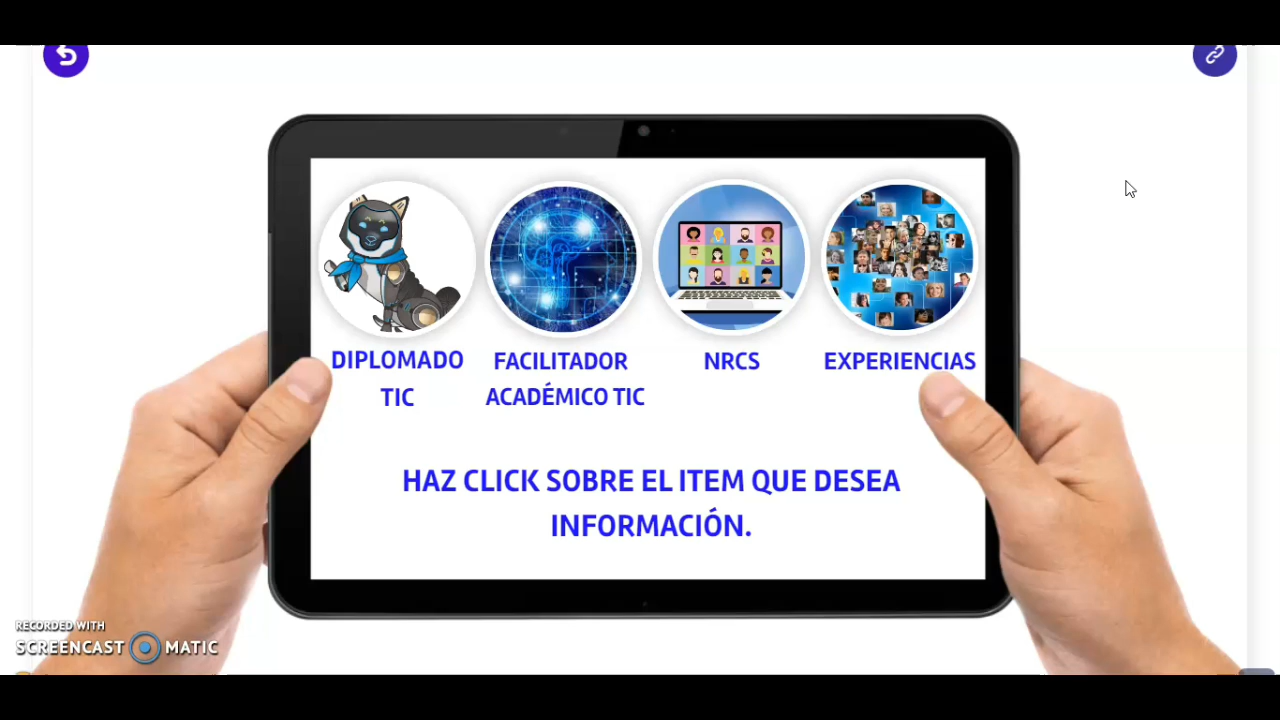 DIPLOMADO
TIC
FACILITADOR
ACADÉMICO TIC
NRCS
EXPERIENCIAS
HAZ CLICK SOBRE EL ITEM QUE DESEA
INFORMACIÓN.
RECORDED WITH
SCREENCAST MATIC